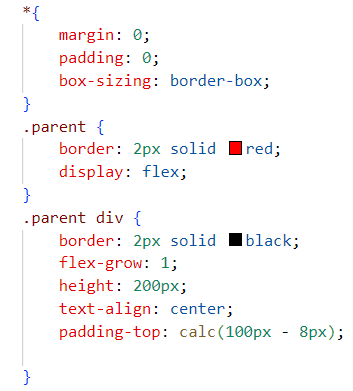 *{
    margin: 0;
    padding: 0;
    box-sizing: border-box;
}
.parent {
    border: 2px solid red;
    display: flex;
}
.parent div {
    border: 2px solid black;
    flex-grow: 1;
    height: 200px;
    text-align: center;
    padding-top: calc(100px - 8px);
}